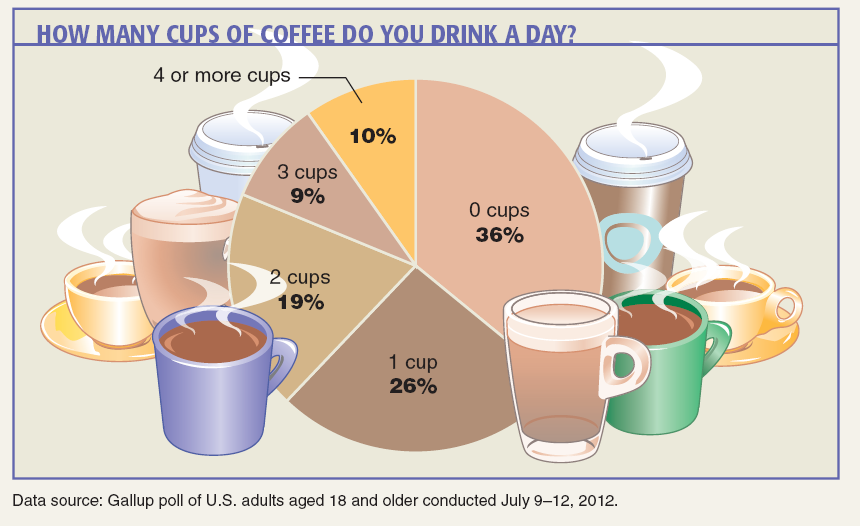 HOW MANY CUPS OF COFFEE DO YOU DRINK A DAY?
4 or more cups
10%
3 cups
9%
0 cups
36%
2 cups
19%
1 cup
26%
Data source: Gallup poll of U.S. adults aged 18 and older conducted July 9–12, 2012.